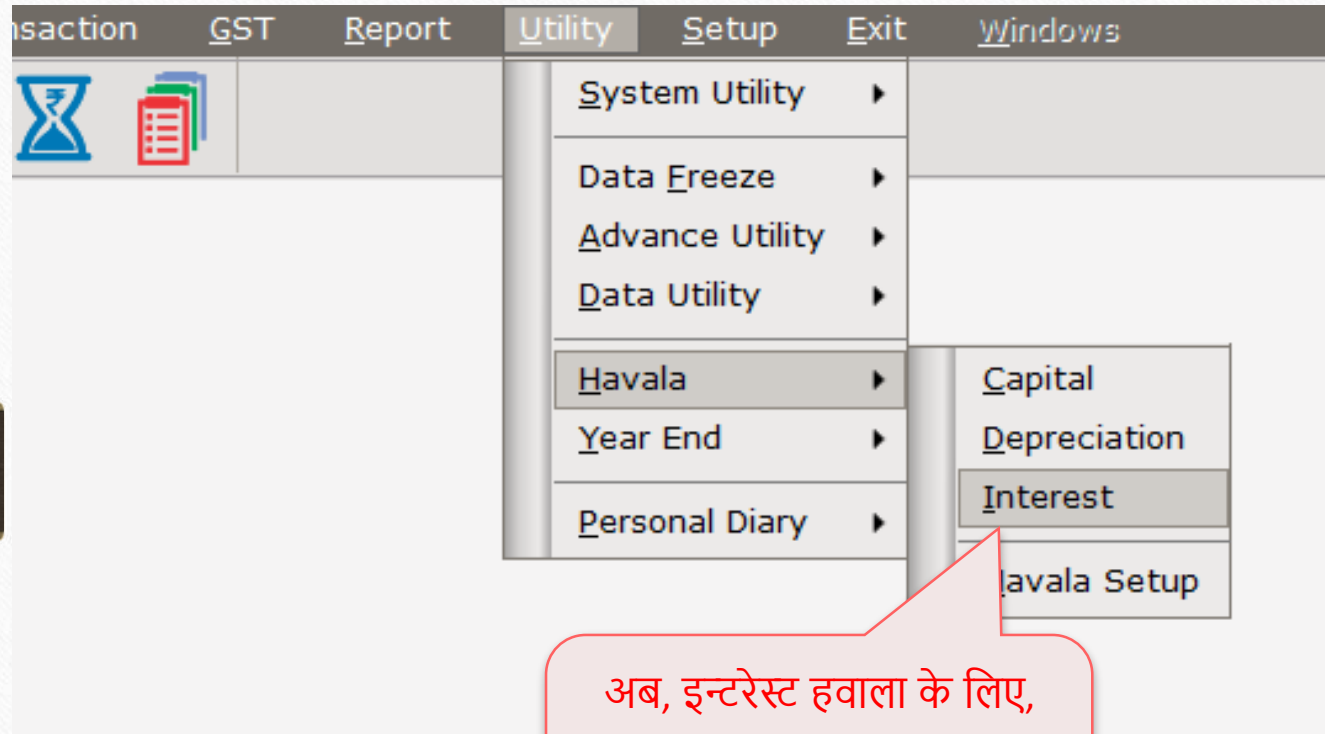 nsaction GST Report Utility Setup Exit Windows
System Utility
Data Freeze
Advance Utility
Data Utility
Havala
Capital
Year End
Depreciation
Interest
Personal Diary
Havala Setup
अब, इन्टरेस्ट हवाला के लिए,